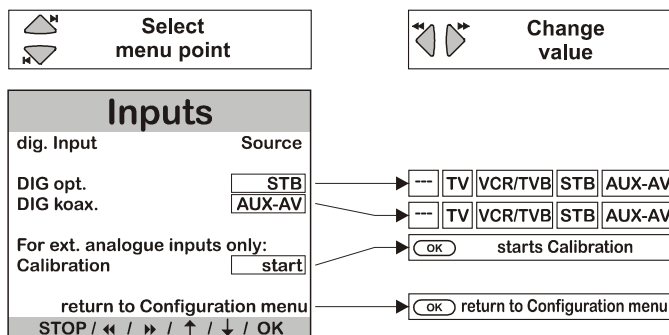 Select
menu point
Change
value
Inputs
dig. Input Source
DIG opt. STB
DIG koax. AUX-AV
--- TV VCR/TVB STB AUX-AV
--- TV VCR/TVB STB AUX-AV
For ext. analogue inputs only:
Calibration start
OK starts Calibration
return to Configuration menu
OK return to Configuration menu
STOP / ◀◀ / ▶▶ / ↑ / ↓ / OK